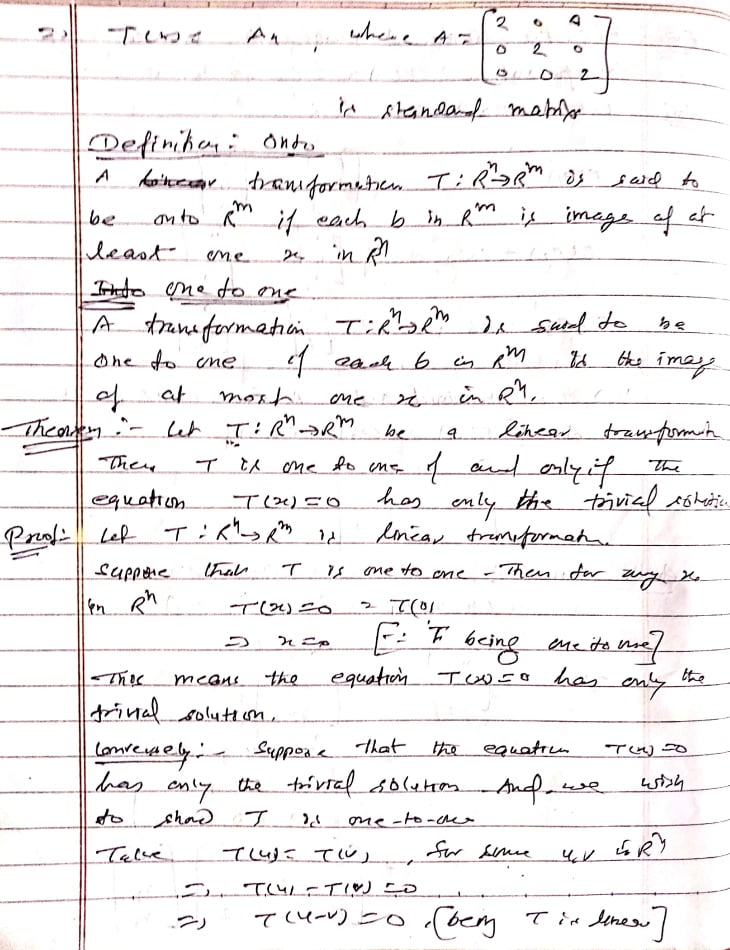 2) T(x) = Ax , where A = [2 0 4
0 2 0
0 0 2]
is standard matrix
Definition: Onto
A transformation T : Rⁿ→Rᵐ is said to
be onto Rᵐ if each b in Rᵐ is image of at
least one x in Rⁿ
Into one to one
A transformation T : Rⁿ→Rᵐ is said to be
one to one if each b in Rᵐ is the image
of at most one x in Rⁿ.
Theorem :- Let T : Rⁿ→Rᵐ be a linear transformn
Then T is one to one if and only if the
equation T(x) = 0 has only the trivial solution
Proof:- Let T : Rⁿ→Rᵐ is linear transformatn.
Suppose that T is one to one - Then for any x
in Rⁿ T(x) = 0 = T(0)
⇒ x = 0 [∵ T being one to one]
This means the equation T(x) = 0 has only the
trivial solution.
Conversely :- Suppose that the equation T(x) = 0
has only the trivial solution. And we wish
to show T is one-to-one
Take T(u) = T(v) , for some u, v in Rⁿ
⇒ T(u) - T(v) = 0
⇒ T(u-v) = 0 . [being T is linear]